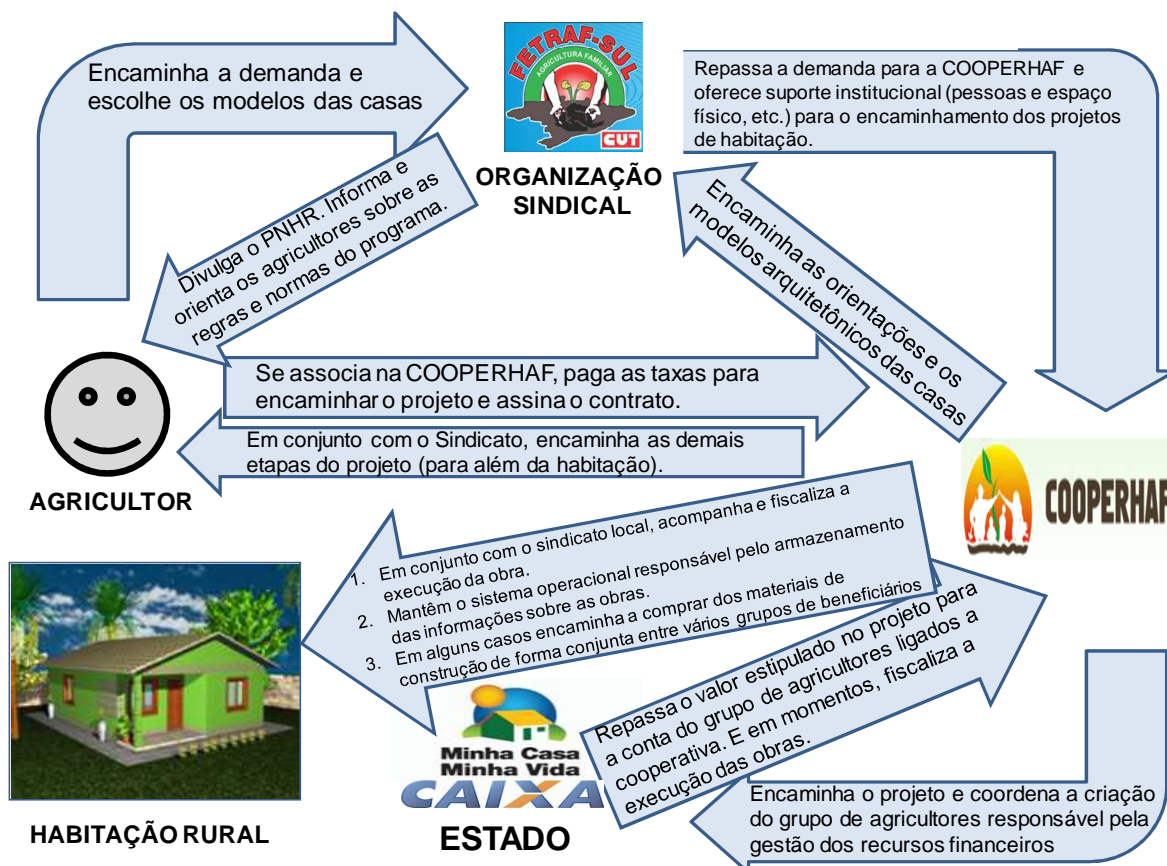 Encaminha a demanda e
escolhe os modelos das casas
FETRAF-SUL
AGRICULTURA FAMILIAR
CUT
ORGANIZAÇÃO
SINDICAL
Repassa a demanda para a COOPERHAF e
oferece suporte institucional (pessoas e espaço
físico, etc.) para o encaminhamento dos projetos
de habitação.
Divulga o PNHR. Informa e
orienta os agricultores sobre as
regras e normas do programa.
Encaminha as orientações e os
modelos arquitetônicos das casas
Se associa na COOPERHAF, paga as taxas para
encaminhar o projeto e assina o contrato.
Em conjunto com o Sindicato, encaminha as demais
etapas do projeto (para além da habitação).
AGRICULTOR
COOPERHAF
1. Em conjunto com o sindicato local, acompanha e fiscaliza a
execução da obra.
2. Mantêm o sistema operacional responsável pelo armazenamento
das informações sobre as obras.
3. Em alguns casos encaminha a comprar dos materiais de
construção de forma conjunta entre vários grupos de beneficiários
Repassa o valor estipulado no projeto para
a conta do grupo de agricultores ligados a
cooperativa. E em momentos, fiscaliza a
execução das obras.
Minha Casa
Minha Vida
CAIXA
ESTADO
HABITAÇÃO RURAL
Encaminha o projeto e coordena a criação
do grupo de agricultores responsável pela
gestão dos recursos financeiros